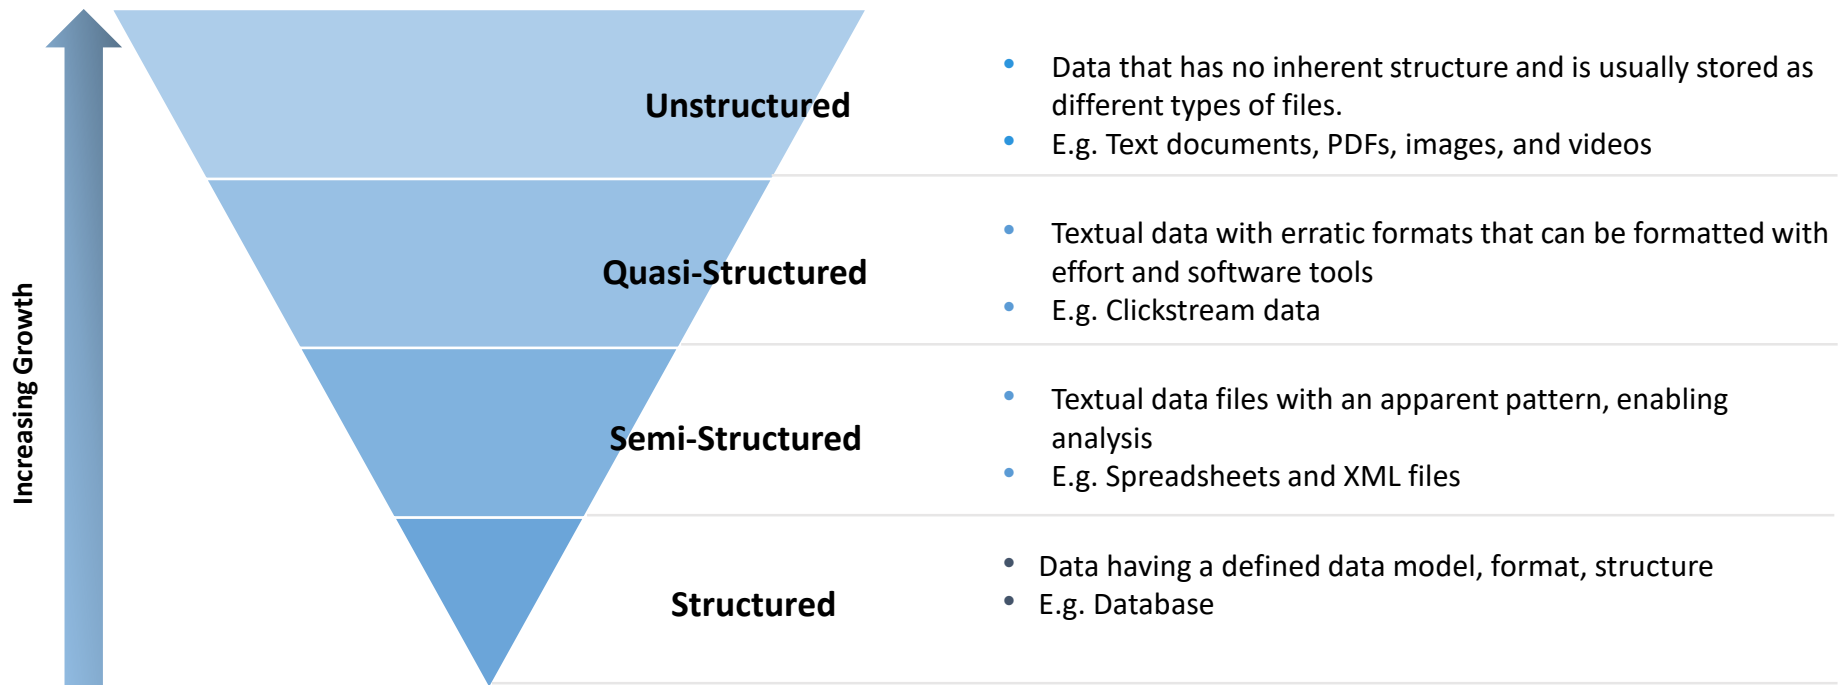 Increasing Growth
Unstructured
• Data that has no inherent structure and is usually stored as
different types of files.
• E.g. Text documents, PDFs, images, and videos
Quasi-Structured
• Textual data with erratic formats that can be formatted with
effort and software tools
• E.g. Clickstream data
Semi-Structured
• Textual data files with an apparent pattern, enabling
analysis
• E.g. Spreadsheets and XML files
Structured
• Data having a defined data model, format, structure
• E.g. Database